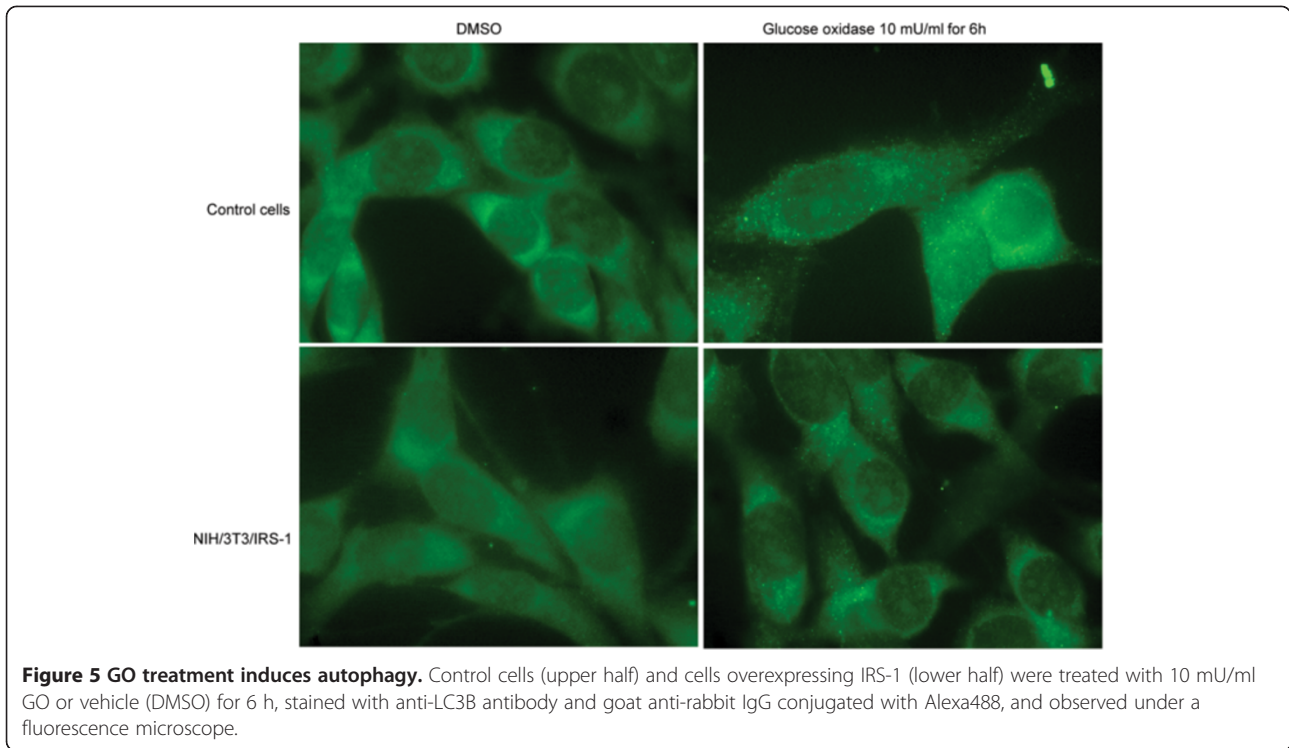 DMSO
Glucose oxidase 10 mU/ml for 6h
Control cells
NIH/3T3/IRS-1
Figure 5 GO treatment induces autophagy. Control cells (upper half) and cells overexpressing IRS-1 (lower half) were treated with 10 mU/ml
GO or vehicle (DMSO) for 6 h, stained with anti-LC3B antibody and goat anti-rabbit IgG conjugated with Alexa488, and observed under a
fluorescence microscope.